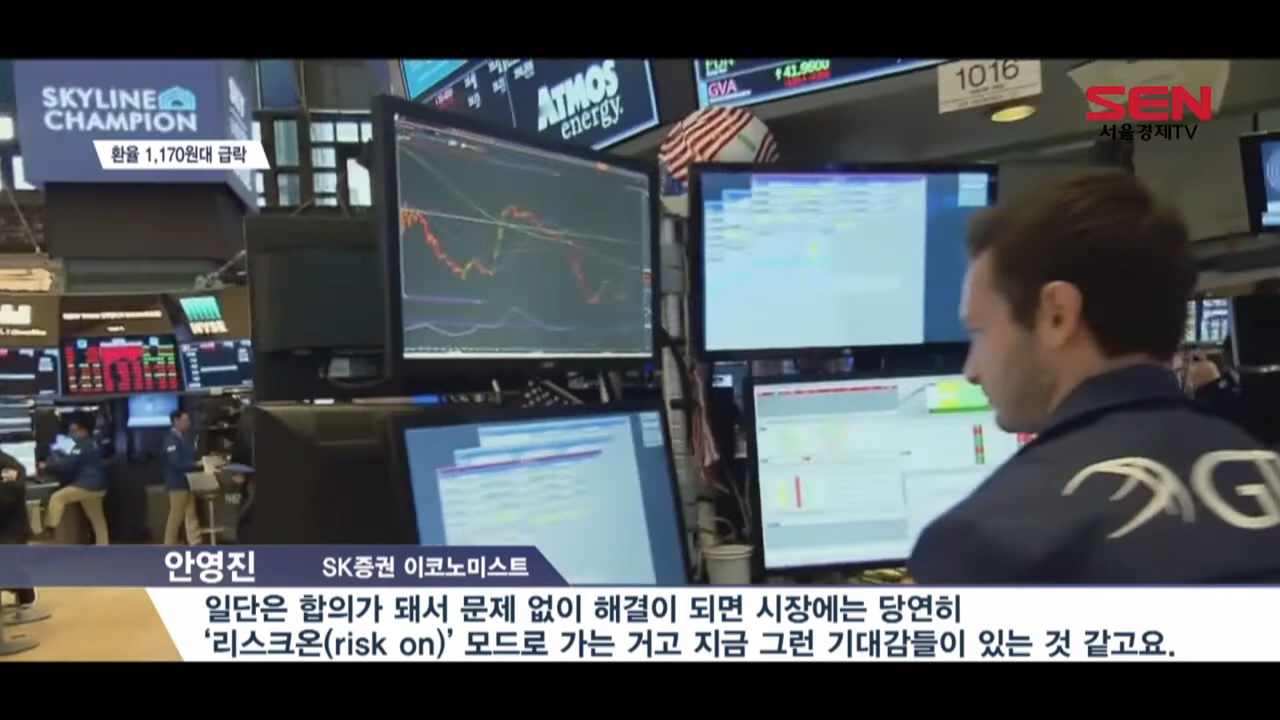 SKYLINE
CHAMPION
환율 1,170원대 급락
ATMOS
energy.
GVA
41.9600
1016
SEN
서울경제TV
NYSE
안영진 SK증권 이코노미스트
일단은 합의가 돼서 문제 없이 해결이 되면 시장에는 당연히
‘리스크온(risk on)’ 모드로 가는 거고 지금 그런 기대감들이 있는 것 같고요.